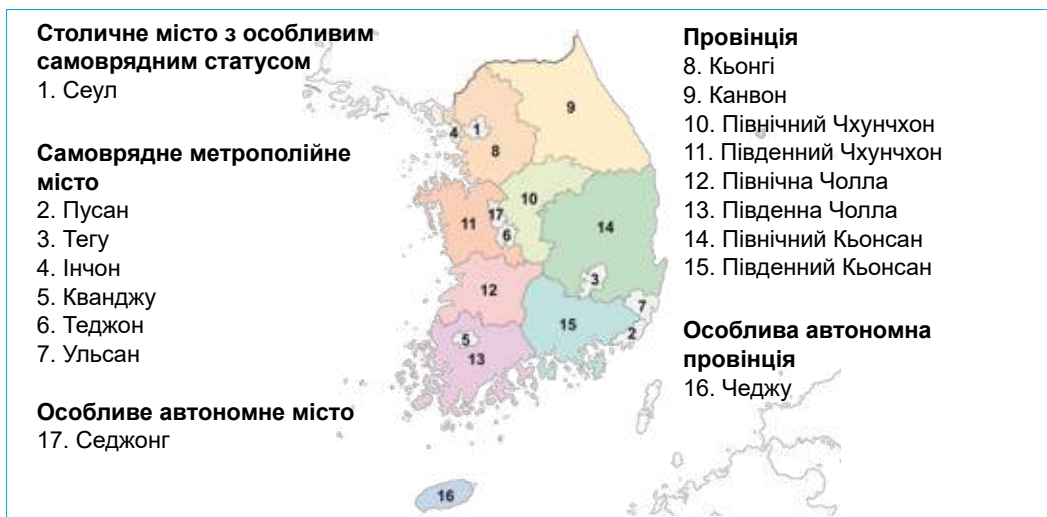 Столичне місто з особливим
самоврядним статусом
1. Сеул
Самоврядне метрополійне
місто
2. Пусан
3. Тегу
4. Інчон
5. Кванджу
6. Теджон
7. Ульсан
Особливе автономне місто
17. Седжонг
9
4 1
8
10
17
11
6
14
3
12
7
15
2
5
13
16
Провінція
8. Кьонгі
9. Канвон
10. Північний Чхунчхон
11. Південний Чхунчхон
12. Північна Чолла
13. Південна Чолла
14. Північний Кьонсан
15. Південний Кьонсан
Особлива автономна
провінція
16. Чеджу